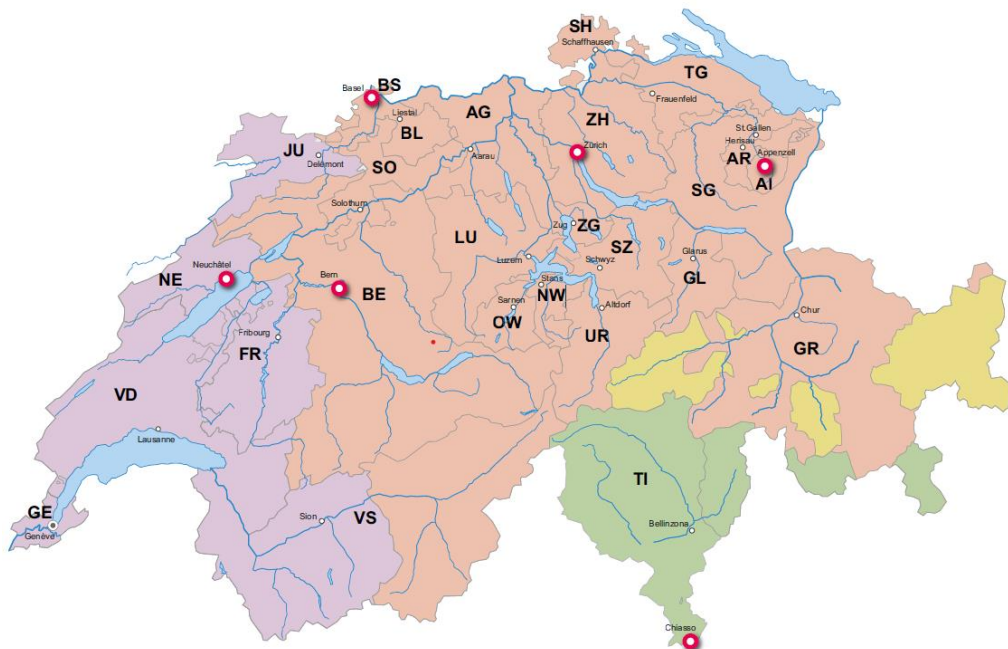 SH
Schaffhausen
TG
Basel
BS
Frauenfeld
Liestal
AG
ZH
BL
St.Gallen
Herisau
JU
Zürich
AR
Appenzell
Delémont
Aarau
SO
AI
SG
Solothurn
Zug
ZG
LU
SZ
Luzern
Glarus
Neuchâtel
Schwyz
NE
Bern
Stans
GL
BE
NW
Sarnen
Altdorf
Chur
OW
Fribourg
UR
FR
GR
VD
Lausanne
TI
GE
Sion
VS
Bellinzona
Genève
Chiasso